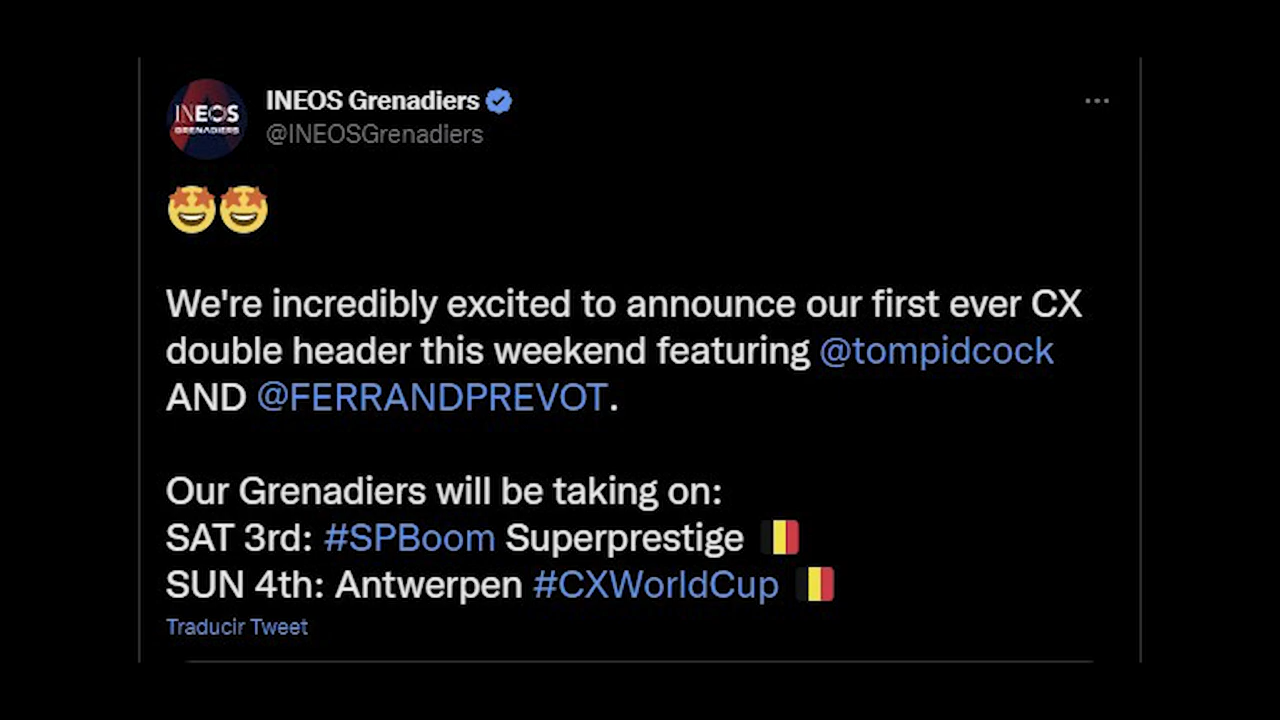 INEOS
GRENADIERS
INEOS Grenadiers
@INEOSGrenadiers
🤩🤩
We're incredibly excited to announce our first ever CX
double header this weekend featuring @tompidcock
AND @FERRANDPREVOT.
Our Grenadiers will be taking on:
SAT 3rd: #SPBoom Superprestige 🇧🇪
SUN 4th: Antwerpen #CXWorldCup 🇧🇪
Traducir Tweet